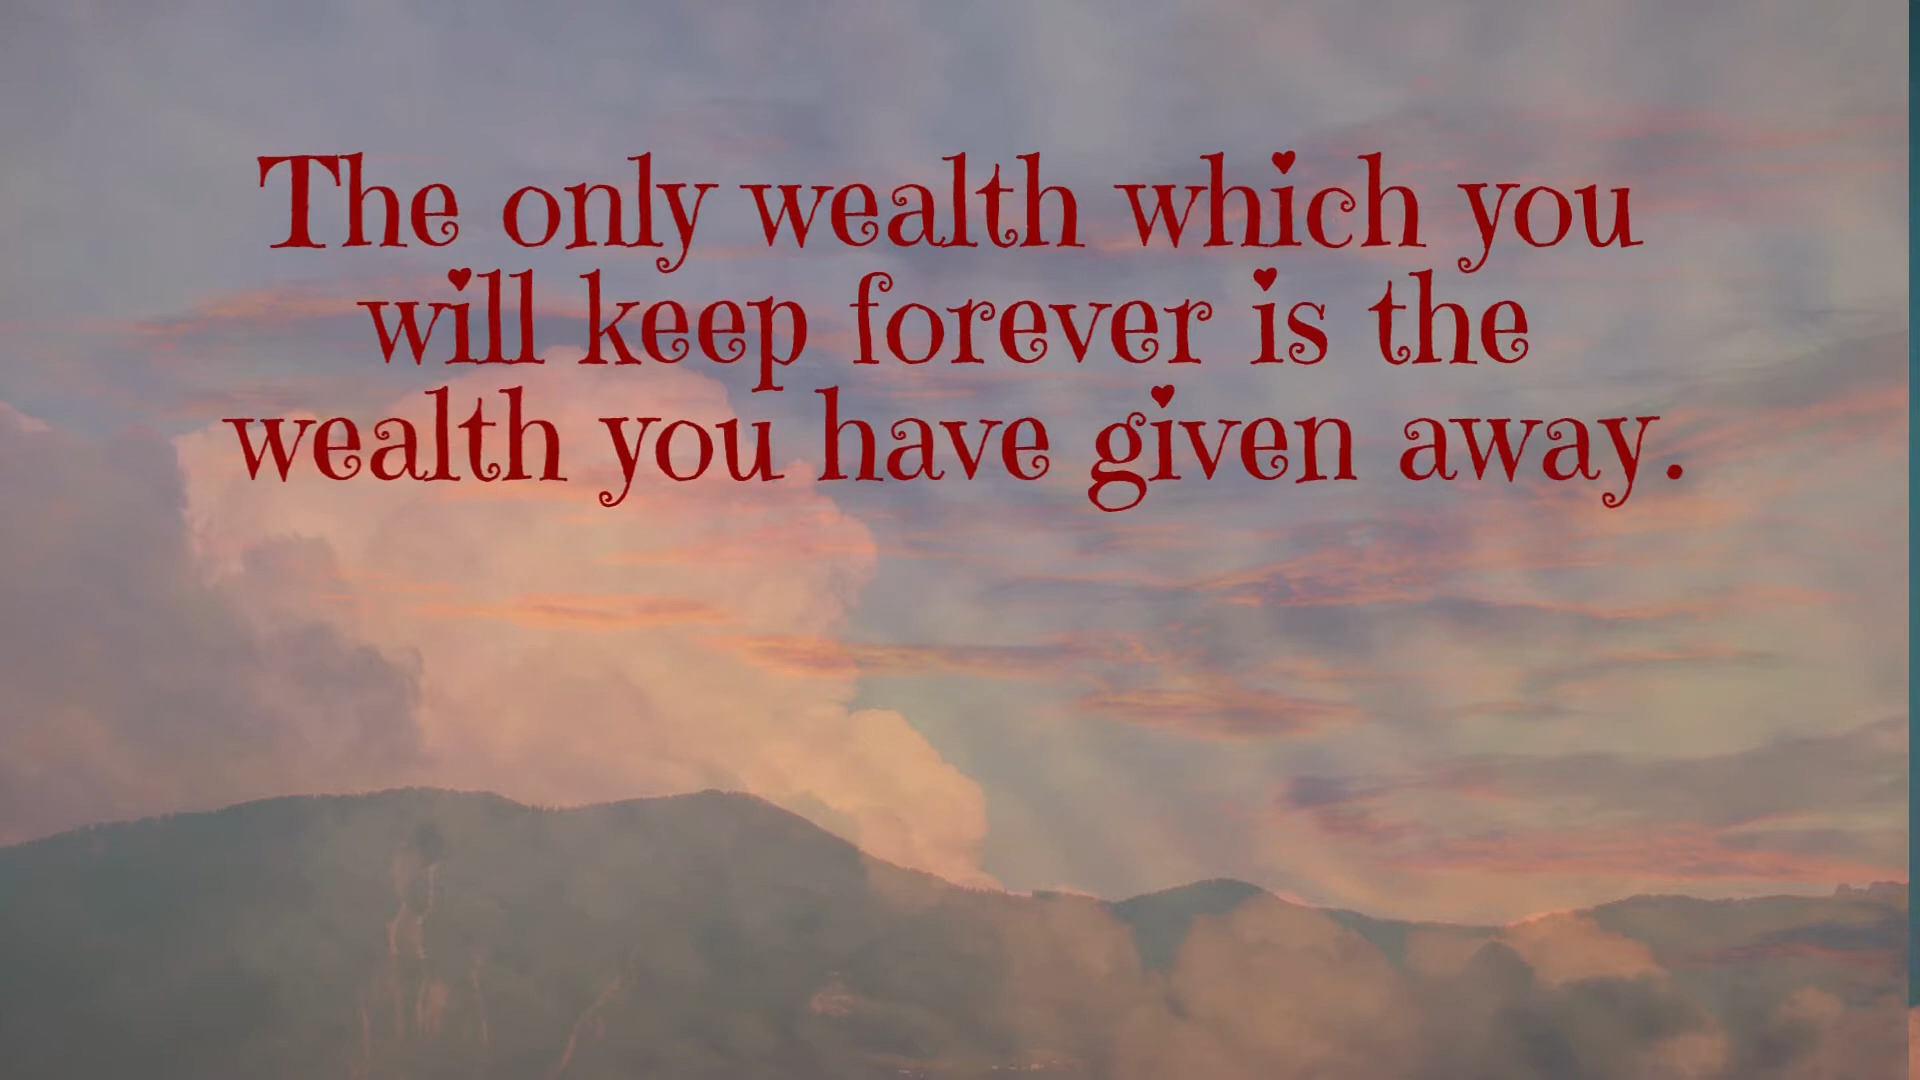 The only wealth which you
will keep forever is the
wealth you have given away.